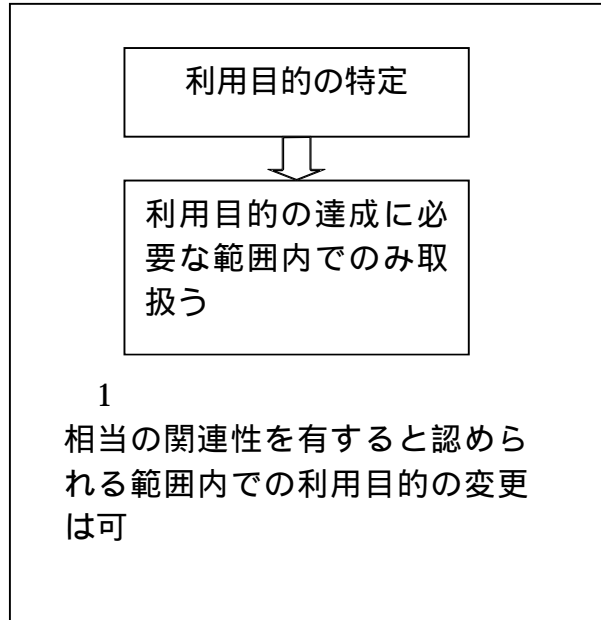 利用目的の特定
利用目的の達成に必
要な範囲内でのみ取
扱う
1
相当の関連性を有すると認めら
れる範囲内での利用目的の変更
は可